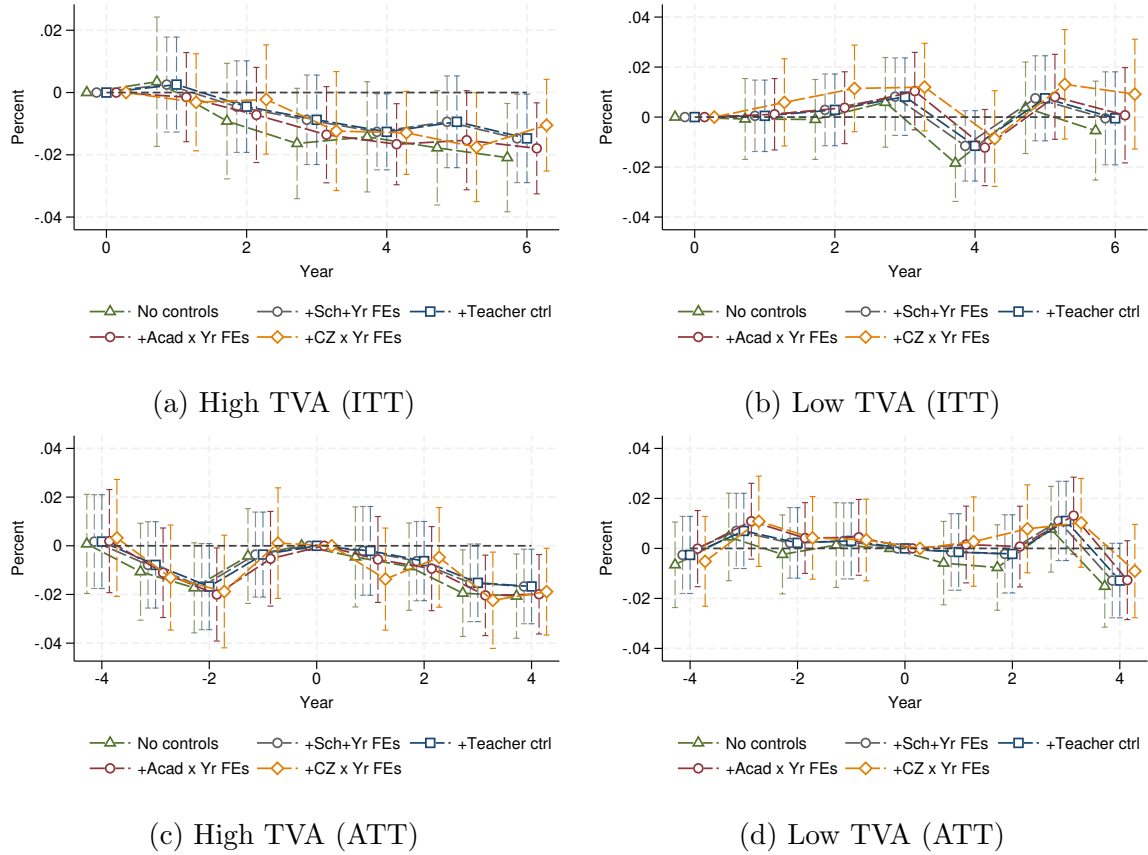 .02
0
-.02
-.04
Percent
0 2 4 6
Year
No controls +Sch+Yr FEs +Teacher ctrl
+Acad x Yr FEs +CZ x Yr FEs
(a) High TVA (ITT)
.04
.02
0
-.02
-.04
Percent
0 2 4 6
Year
No controls +Sch+Yr FEs +Teacher ctrl
+Acad x Yr FEs +CZ x Yr FEs
(b) Low TVA (ITT)
.04
.02
0
-.02
-.04
Percent
-4 -2 0 2 4
Year
No controls +Sch+Yr FEs +Teacher ctrl
+Acad x Yr FEs +CZ x Yr FEs
(c) High TVA (ATT)
.04
.02
0
-.02
-.04
Percent
-4 -2 0 2 4
Year
No controls +Sch+Yr FEs +Teacher ctrl
+Acad x Yr FEs +CZ x Yr FEs
(d) Low TVA (ATT)